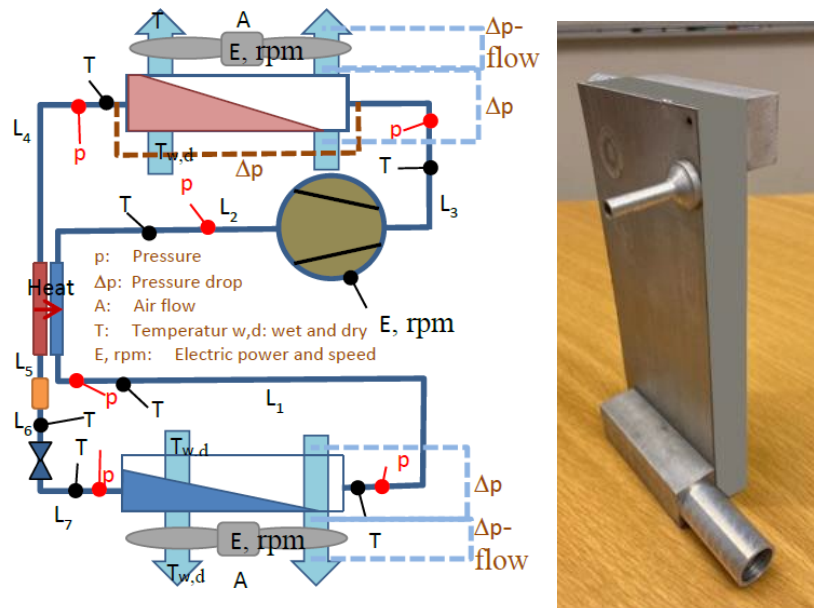 T
A
Δp-
flow
E, rpm
T
Δp
L4
p
p
Tw,d
Δp
T
p
T
L2
L3
p: Pressure
Δp: Pressure drop
A: Air flow
T: Temperatur w,d: wet and dry
E, rpm: Electric power and speed
Heat
E, rpm
L5
p
T
L1
L6
T
Tw,d
p
T
p
Δp
L7
E, rpm
T
Δp-
flow
Tw,d
A